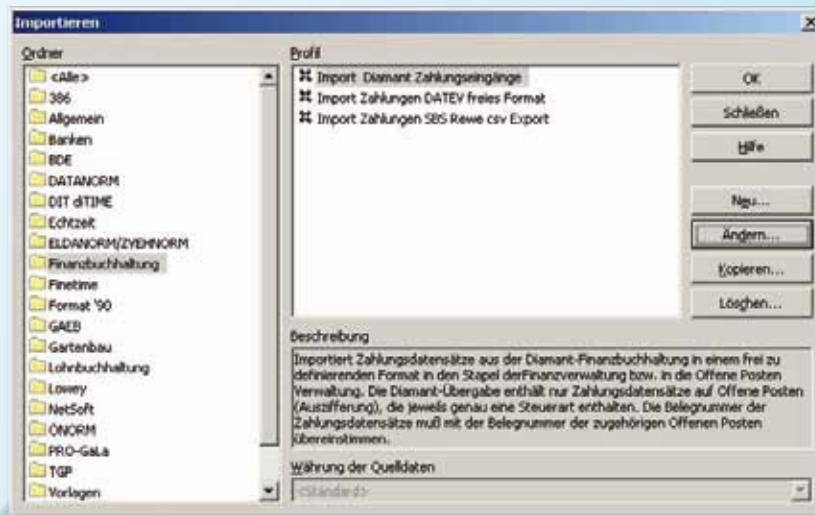 Importieren
Ordner
<Alle>
386
Allgemein
Banken
BDE
DATANORM
DIT diTIME
Echtzeit
ELDANORM/ZVEHNORM
Finanzbuchhaltung
Finetime
Format '90
GAEB
Gartenbau
Lohnbuchhaltung
Lowey
NetSoft
ÖNORM
PRO-GaLa
TGP
Vorlagen
Profil
Import Diamant Zahlungseingänge
Import Zahlungen DATEV freies Format
Import Zahlungen SBS Rewe csv Export
Beschreibung
Importiert Zahlungsdatensätze aus der Diamant-Finanzbuchhaltung in einem frei zu
definierenden Format in den Stapel derFinanzverwaltung bzw. in die Offene Posten
Verwaltung. Die Diamant-Übergabe enthält nur Zahlungsdatensätze auf Offene Posten
(Auszifferung), die jeweils genau eine Steuerart enthalten. Die Belegnummer der
Zahlungsdatensätze muß mit der Belegnummer der zugehörigen Offenen Posten
übereinstimmen.
Währung der Quelldaten
<Standard>
OK
Schließen
Hilfe
Neu...
Ändern...
Kopieren...
Löschen...